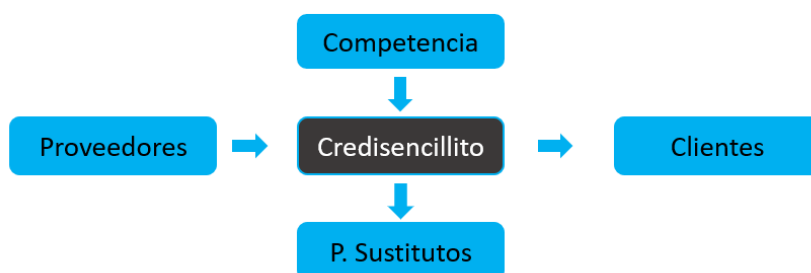 Competencia
Proveedores
Credisencillito
Clientes
P. Sustitutos